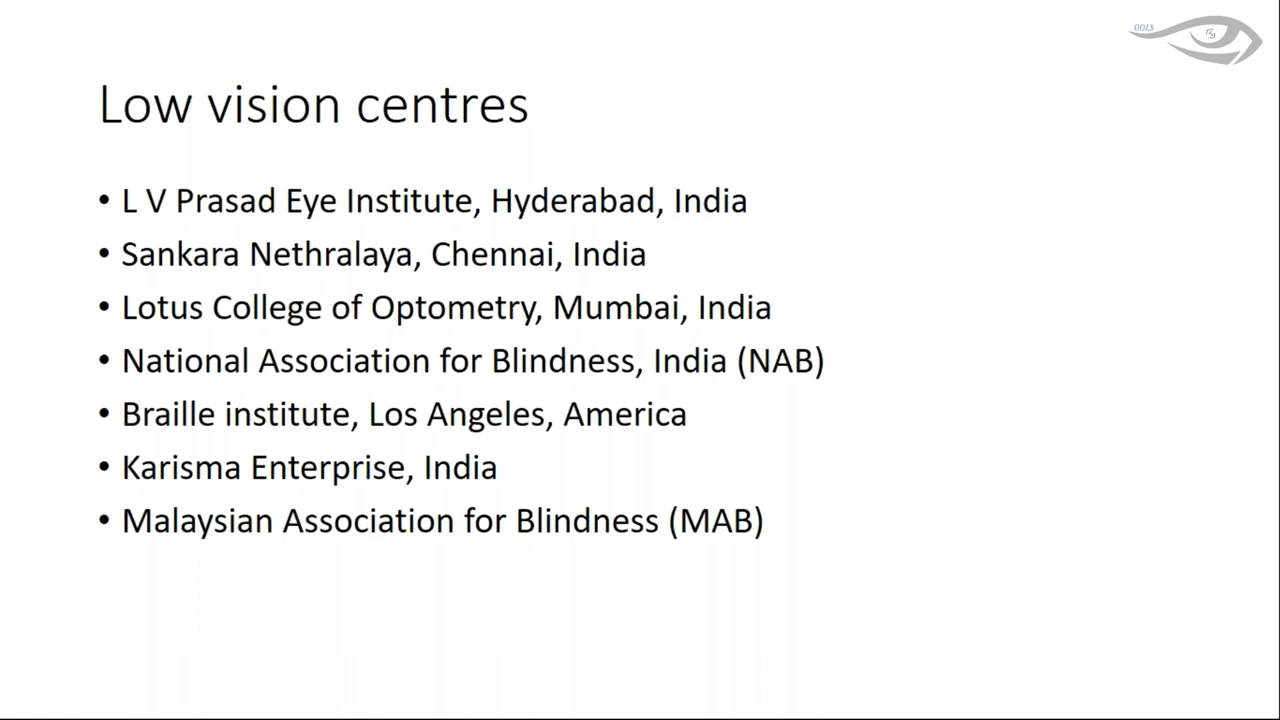 Low vision centres
• L V Prasad Eye Institute, Hyderabad, India
• Sankara Nethralaya, Chennai, India
• Lotus College of Optometry, Mumbai, India
• National Association for Blindness, India (NAB)
• Braille institute, Los Angeles, America
• Karisma Enterprise, India
• Malaysian Association for Blindness (MAB)